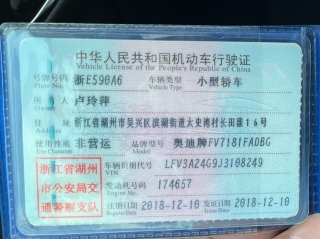 中华人民共和国机动车行驶证
Vehicle License of the People's Republic of China
号牌号码 浙E590A6 车辆类型 小型轿车
Plate No. Vehicle Type
所有人 卢玲萍
Owner
住址 浙江省湖州市吴兴区滨湖街道太史湾村长田漾16号
Address
使用性质 非营运 品牌型号 奥迪牌FV7181FADBG
Use Character Model
浙江省湖州市公安局交通警察支队
车辆识别代号 LFV3A24G9J3108249
VIN
发动机号码 174657
Engine No.
注册日期 2018-12-10 发证日期 2018-12-10
Register Date Issue Date